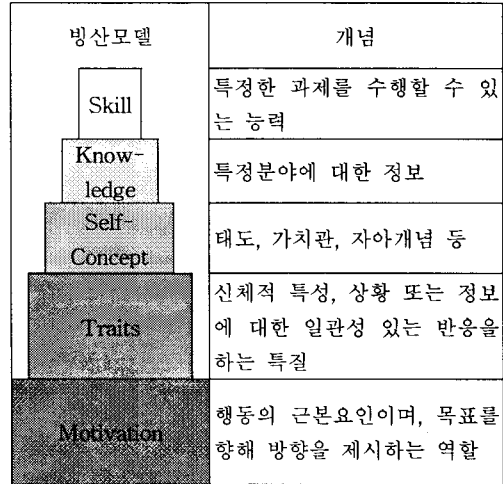 빙산모델
개념
Skill
특정한 과제를 수행할 수 있
는 능력
Know-
ledge
특정분야에 대한 정보
Self-
Concept
태도, 가치관, 자아개념 등
Traits
신체적 특성, 상황 또는 정보
에 대한 일관성 있는 반응을
하는 특질
Motivation
행동의 근본요인이며, 목표를
향해 방향을 제시하는 역할